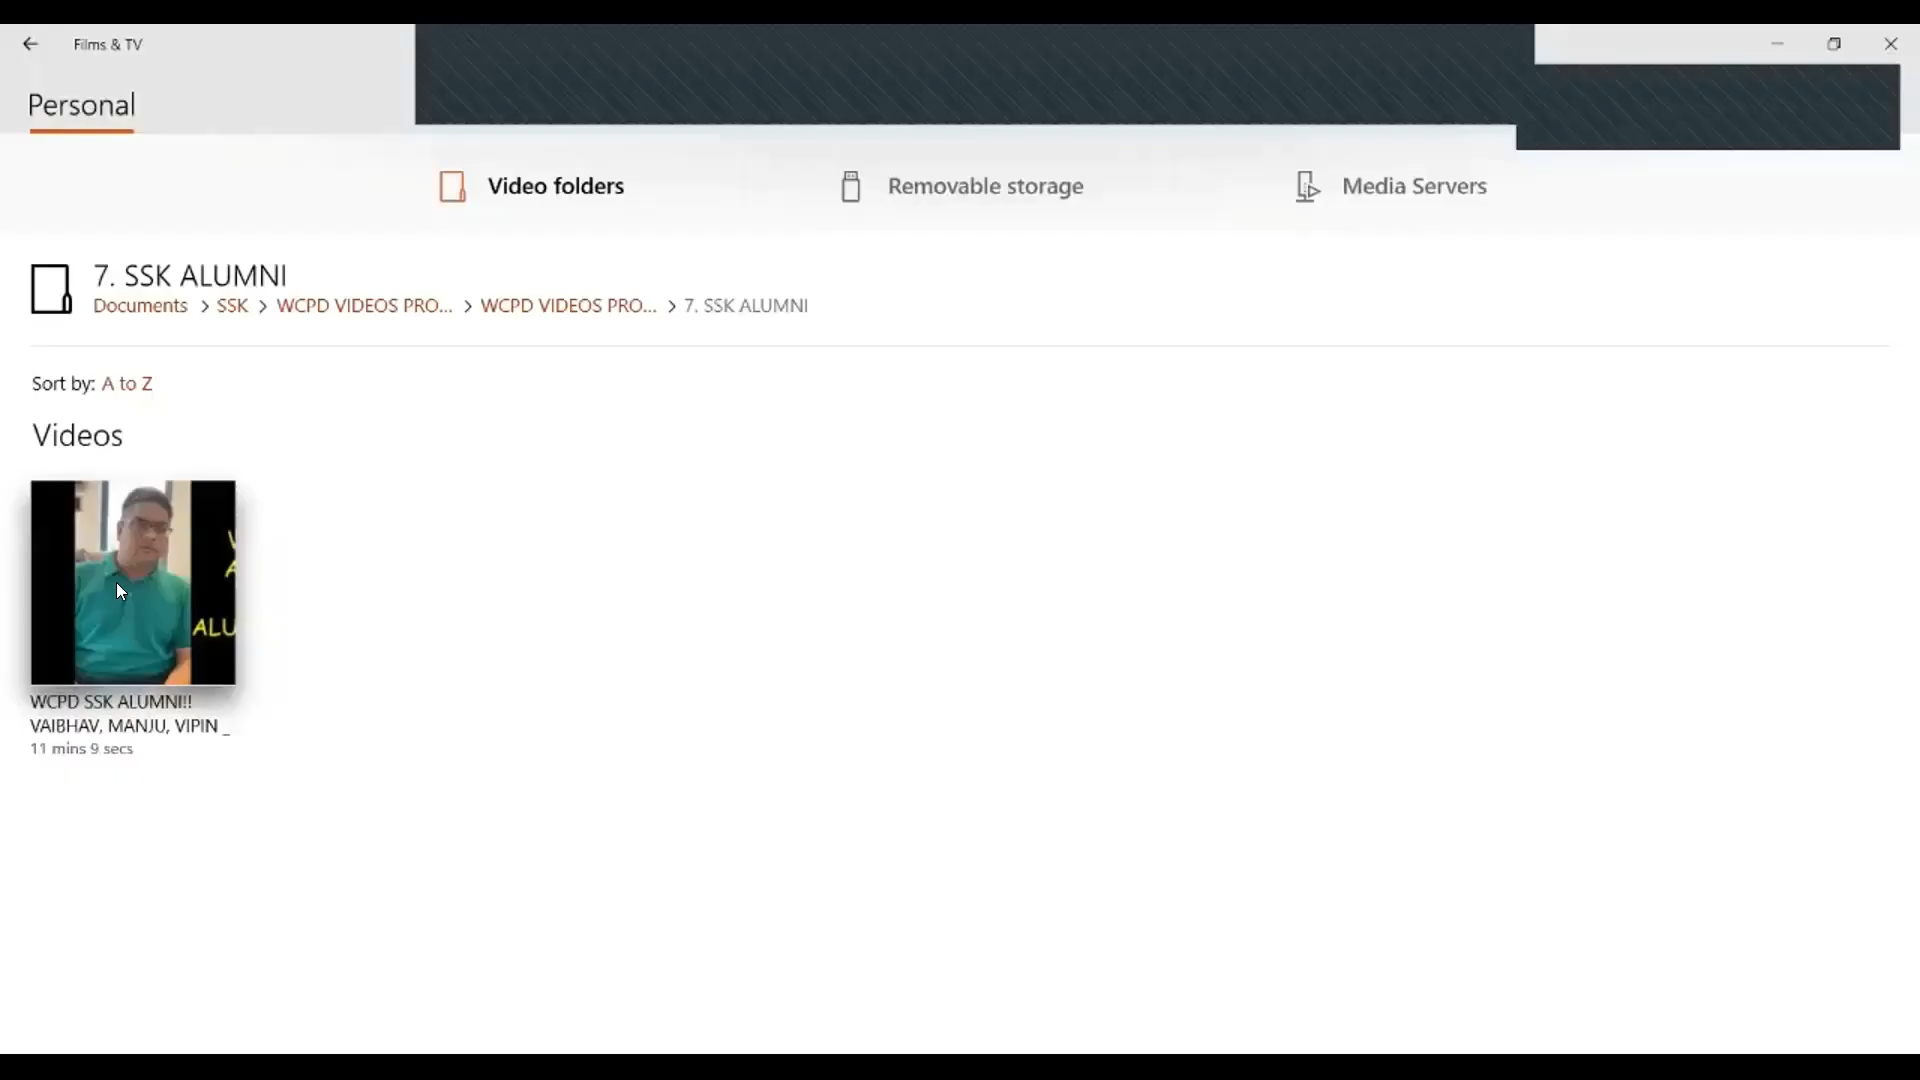 Films & TV
Personal
Video folders
Removable storage
Media Servers
7. SSK ALUMNI
Documents > SSK > WCPD VIDEOS PRO... > WCPD VIDEOS PRO... > 7. SSK ALUMNI
Sort by: A to Z
Videos
ALU
WCPD SSK ALUMNI!!
VAIBHAV, MANJU, VIPIN _
11 mins 9 secs